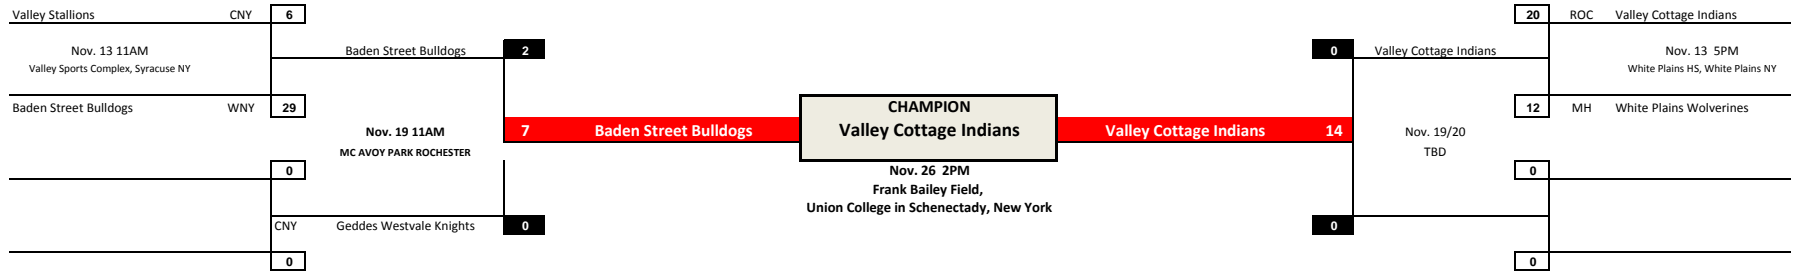 Valley Stallions CNY 6
Nov. 13 11AM
Valley Sports Complex, Syracuse NY
Baden Street Bulldogs WNY 29
Baden Street Bulldogs 2
Nov. 19 11AM
MC AVOY PARK ROCHESTER
0
CNY Geddes Westvale Knights 0
0
7 Baden Street Bulldogs
CHAMPION
Valley Cottage Indians
Nov. 26 2PM
Frank Bailey Field,
Union College in Schenectady, New York
Valley Cottage Indians 14
0 Valley Cottage Indians
Nov. 19/20
TBD
0
20 ROC Valley Cottage Indians
Nov. 13 5PM
White Plains HS, White Plains NY
12 MH White Plains Wolverines
0
0